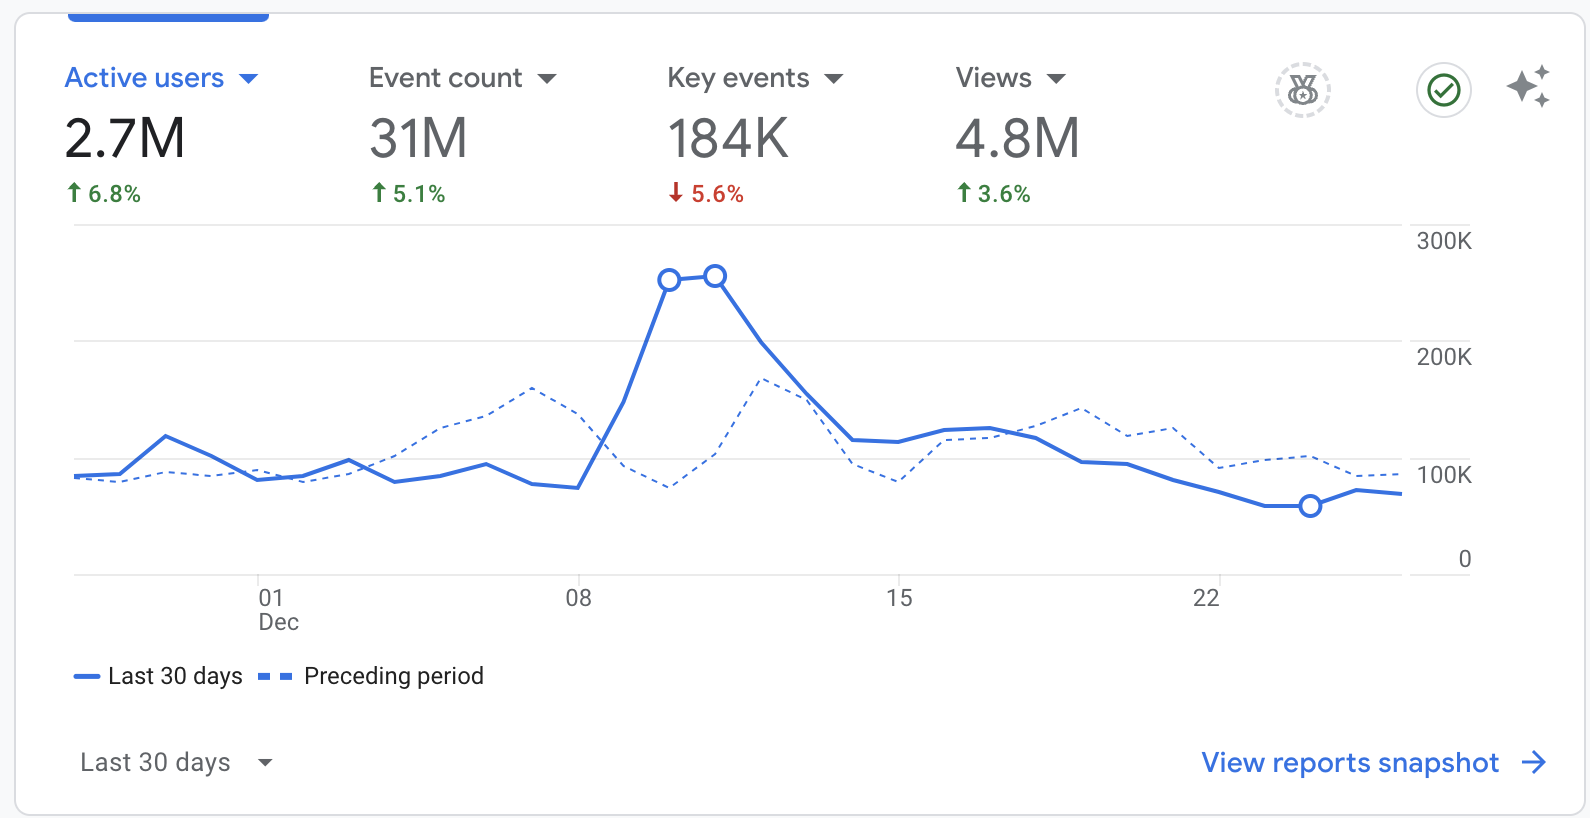 Active users Event count Key events Views
2.7M 31M 184K 4.8M
6.8% 5.1% 5.6% 3.6%
300K
200K
100K
0
01 08 15 22
Dec
Last 30 days Preceding period
Last 30 days View reports snapshot